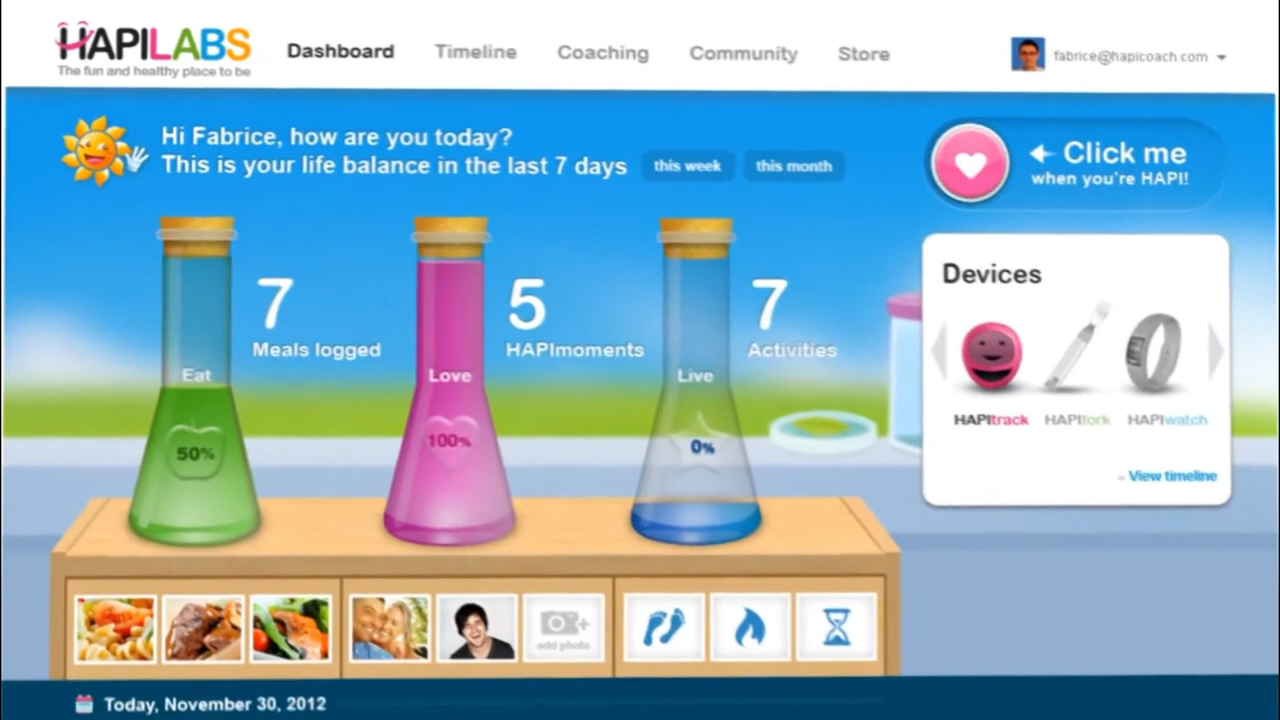 HAPILABS
The fun and healthy place to be
Dashboard
Timeline
Coaching
Community
Store
fabrice@hapicoach.com
Hi Fabrice, how are you today?
This is your life balance in the last 7 days
this week
this month
Click me
when you're HAPI!
7
Meals logged
Eat
50%
5
HAPImoments
Love
100%
7
Activities
Live
0%
Devices
HAPItrack
HAPIfork
HAPIwatch
View timeline
add photo
Today, November 30, 2012